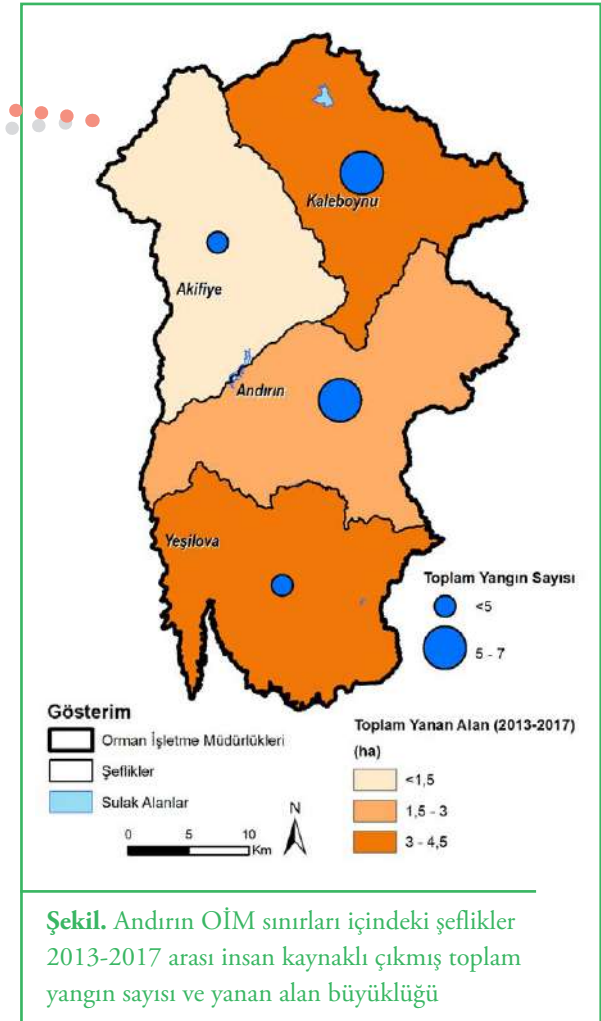 Kaleboynu
Akifiye
Andırın
Yeşilova
Toplam Yangın Sayısı
<5
5 - 7
Gösterim
Orman İşletme Müdürlükleri
Şeflikler
Sulak Alanlar
0 5 10
Km
N
Toplam Yanan Alan (2013-2017)
(ha)
<1,5
1,5 - 3
3 - 4,5
Şekil. Andırın OİM sınırları içindeki şeflikler
2013-2017 arası insan kaynaklı çıkmış toplam
yangın sayısı ve yanan alan büyüklüğü